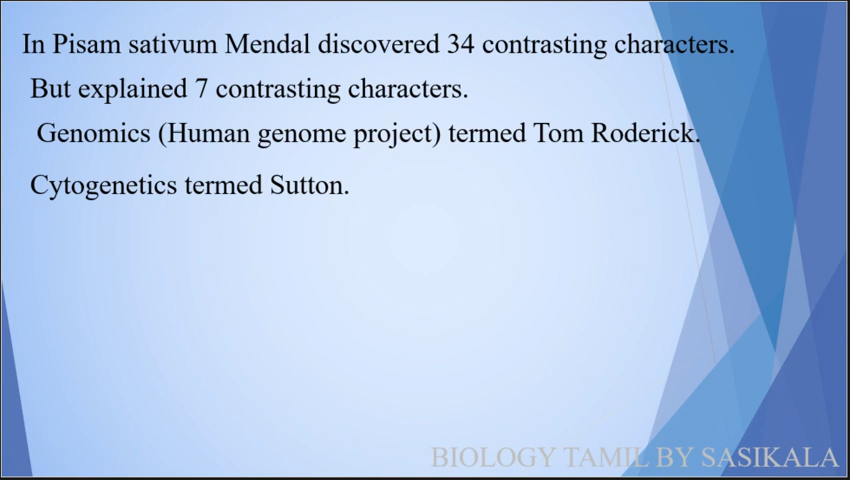 In Pisam sativum Mendal discovered 34 contrasting characters.
But explained 7 contrasting characters.
Genomics (Human genome project) termed Tom Roderick.
Cytogenetics termed Sutton.
BIOLOGY TAMIL BY SASIKALA